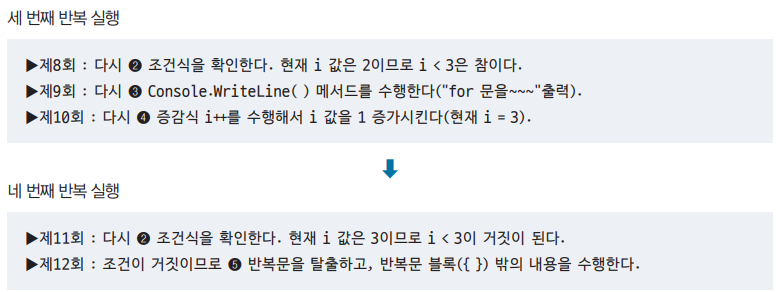 세 번째 반복 실행
▶제8회 : 다시 ❷ 조건식을 확인한다. 현재 i 값은 2이므로 i < 3은 참이다.
▶제9회 : 다시 ❸ Console.WriteLine( ) 메서드를 수행한다("for 문을~~~"출력).
▶제10회 : 다시 ❹ 증감식 i++를 수행해서 i 값을 1 증가시킨다(현재 i = 3).
네 번째 반복 실행
▶제11회 : 다시 ❷ 조건식을 확인한다. 현재 i 값은 3이므로 i < 3이 거짓이 된다.
▶제12회 : 조건이 거짓이므로 ❺ 반복문을 탈출하고, 반복문 블록({ }) 밖의 내용을 수행한다.